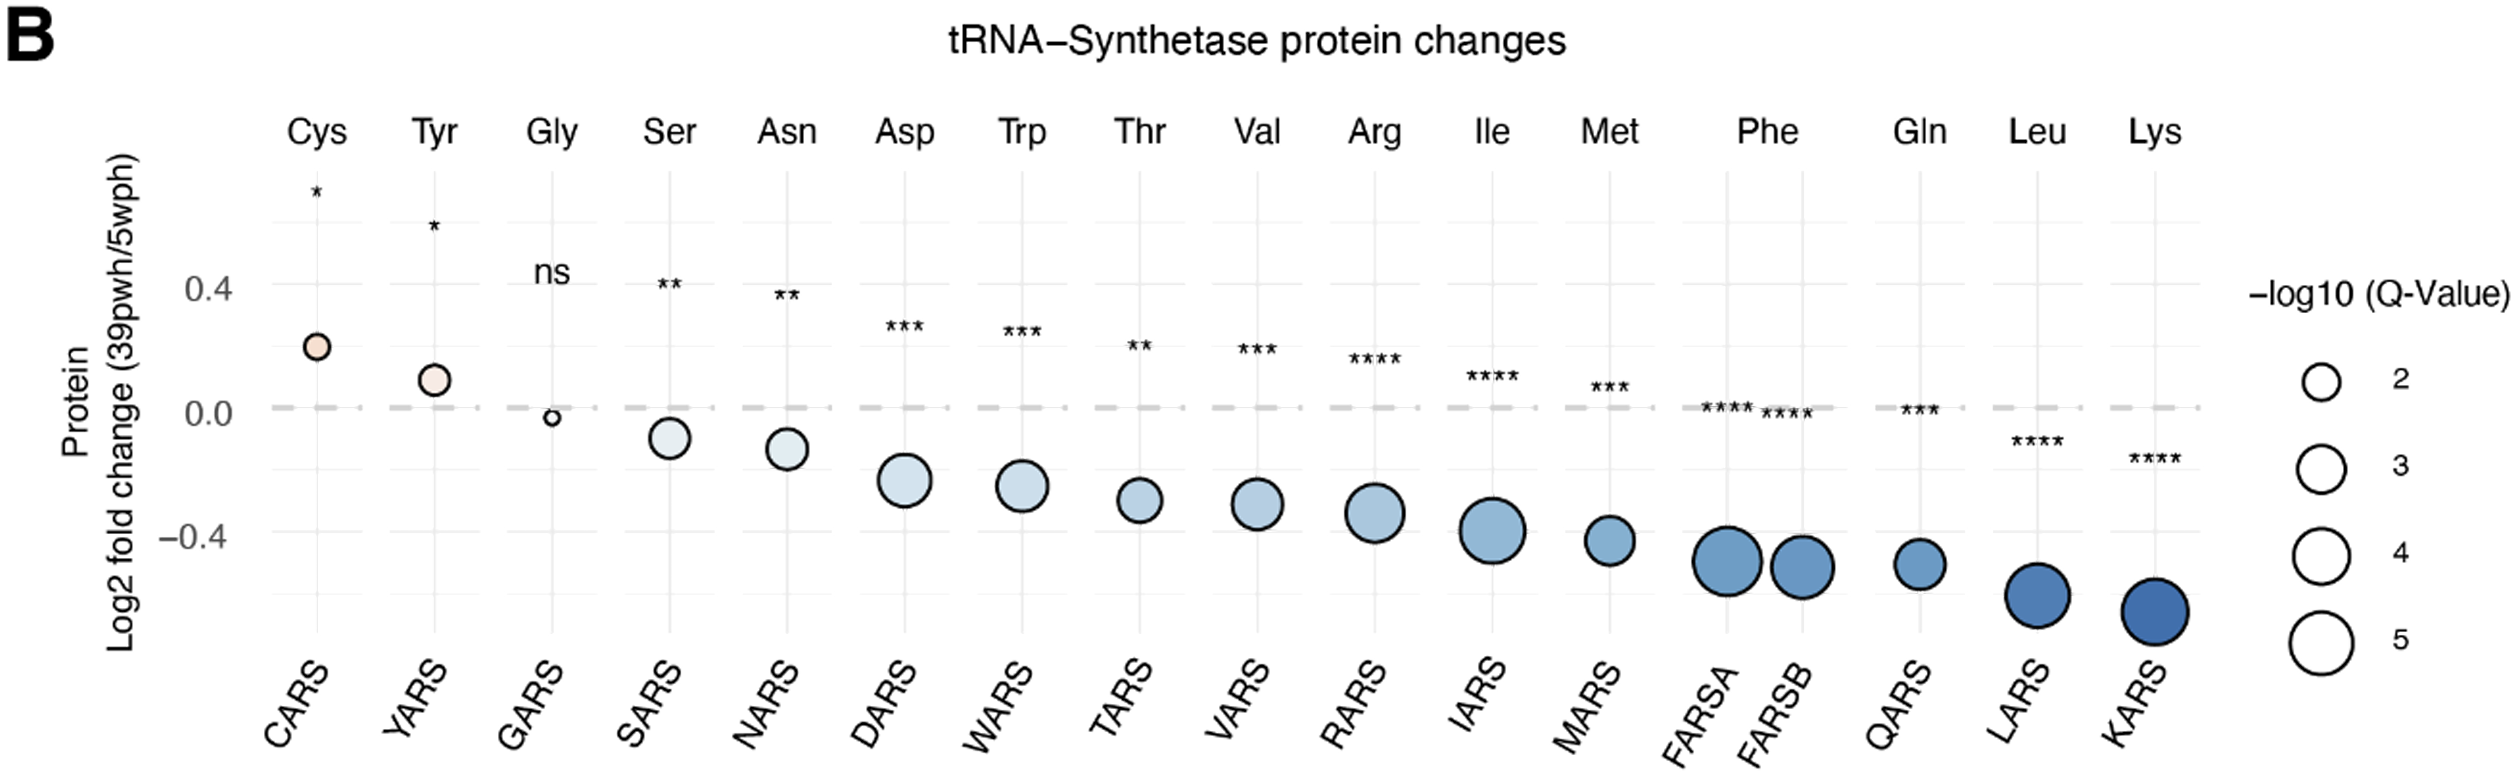 B
tRNA–Synthetase protein changes
Cys Tyr Gly Ser Asn Asp Trp Thr Val Arg Ile Met Phe Gln Leu Lys
* * ns ** ** *** *** ** *** **** **** *** **** **** *** **** ****
Protein
Log2 fold change (39pwh/5wph)
0.4
0.0
−0.4
CARS YARS GARS SARS NARS DARS WARS TARS VARS RARS IARS MARS FARSA FARSB QARS LARS KARS
−log10 (Q-Value)
2
3
4
5